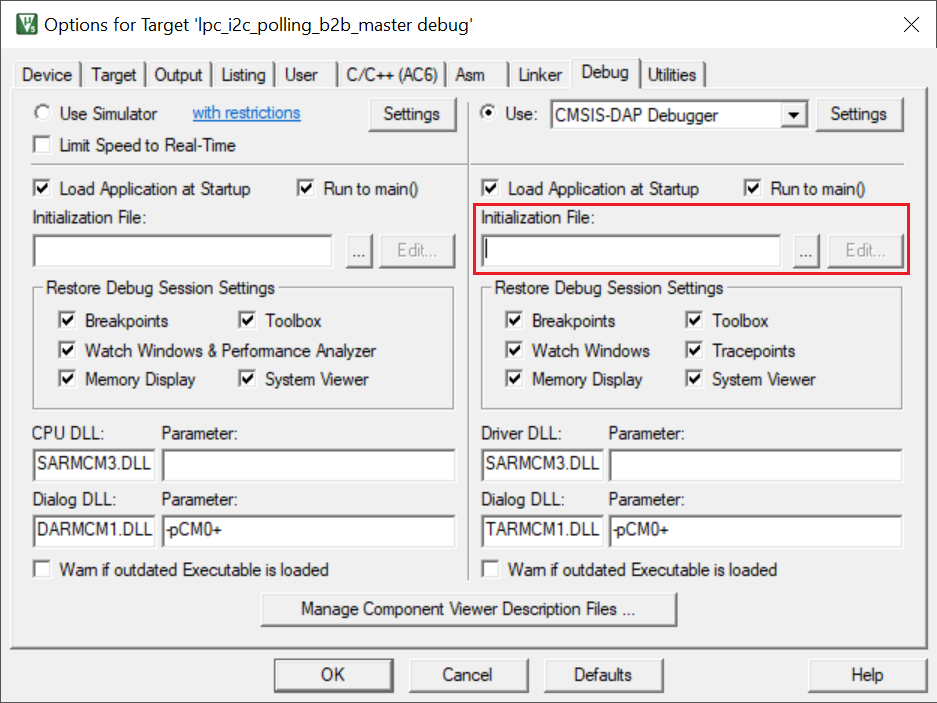 Options for Target 'lpc_i2c_polling_b2b_master debug'
Device Target Output Listing User C/C++ (AC6) Asm Linker Debug Utilities
Use Simulator with restrictions Settings
Limit Speed to Real-Time
Load Application at Startup Run to main()
Initialization File:
... Edit...
Restore Debug Session Settings
Breakpoints Toolbox
Watch Windows & Performance Analyzer
Memory Display System Viewer
CPU DLL: Parameter:
SARMCM3.DLL
Dialog DLL: Parameter:
DARMCM1.DLL -pCM0+
Warn if outdated Executable is loaded
Use: CMSIS-DAP Debugger Settings
Load Application at Startup Run to main()
Initialization File:
... Edit...
Restore Debug Session Settings
Breakpoints Toolbox
Watch Windows Tracepoints
Memory Display System Viewer
Driver DLL: Parameter:
SARMCM3.DLL
Dialog DLL: Parameter:
TARMCM1.DLL -pCM0+
Warn if outdated Executable is loaded
Manage Component Viewer Description Files ...
OK Cancel Defaults Help